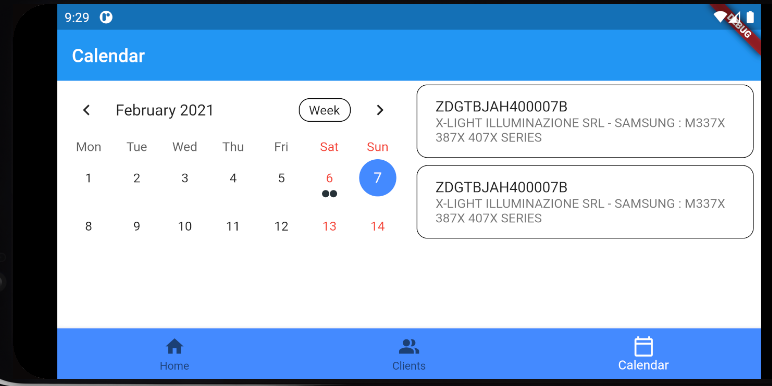 9:29
DEBUG
Calendar
February 2021
Week
Mon Tue Wed Thu Fri Sat Sun
1 2 3 4 5 6 7
8 9 10 11 12 13 14
ZDGTBJAH400007B
X-LIGHT ILLUMINAZIONE SRL - SAMSUNG : M337X
387X 407X SERIES
ZDGTBJAH400007B
X-LIGHT ILLUMINAZIONE SRL - SAMSUNG : M337X
387X 407X SERIES
Home
Clients
Calendar